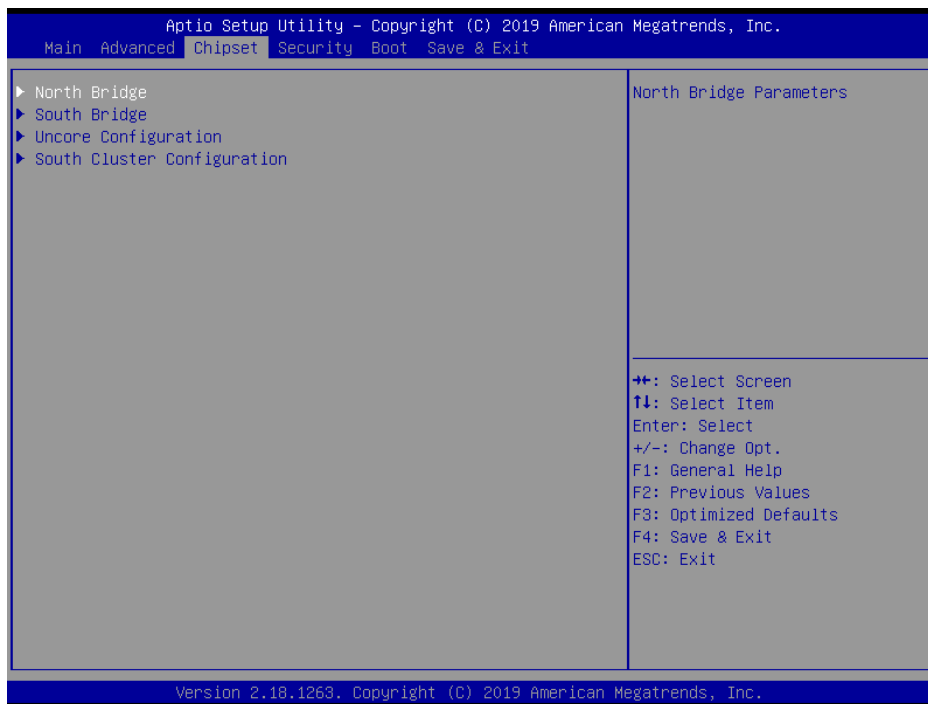 Aptio Setup Utility – Copyright (C) 2019 American Megatrends, Inc.
Main Advanced Chipset Security Boot Save & Exit
▶ North Bridge
▶ South Bridge
▶ Uncore Configuration
▶ South Cluster Configuration
North Bridge Parameters
→←: Select Screen
↑↓: Select Item
Enter: Select
+/-: Change Opt.
F1: General Help
F2: Previous Values
F3: Optimized Defaults
F4: Save & Exit
ESC: Exit
Version 2.18.1263. Copyright (C) 2019 American Megatrends, Inc.